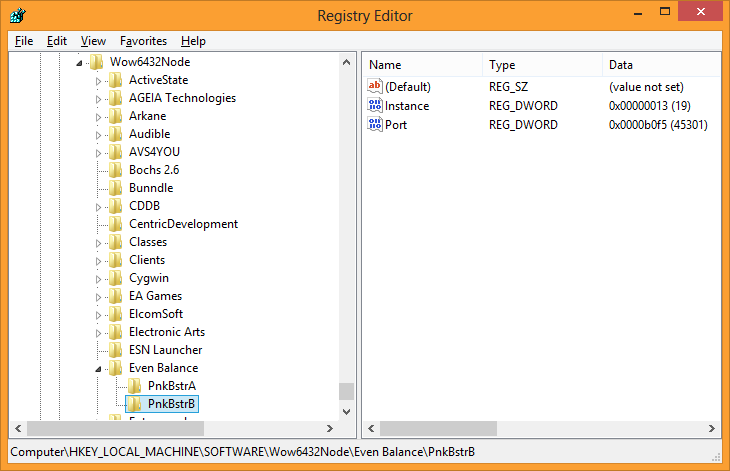 Registry Editor
File Edit View Favorites Help
Wow6432Node
ActiveState
AGEIA Technologies
Arkane
Audible
AVS4YOU
Bochs 2.6
Bunndle
CDDB
CentricDevelopment
Classes
Clients
Cygwin
EA Games
ElcomSoft
Electronic Arts
ESN Launcher
Even Balance
PnkBstrA
PnkBstrB
Name Type Data
(Default) REG_SZ (value not set)
Instance REG_DWORD 0x00000013 (19)
Port REG_DWORD 0x0000b0f5 (45301)
Computer\HKEY_LOCAL_MACHINE\SOFTWARE\Wow6432Node\Even Balance\PnkBstrB